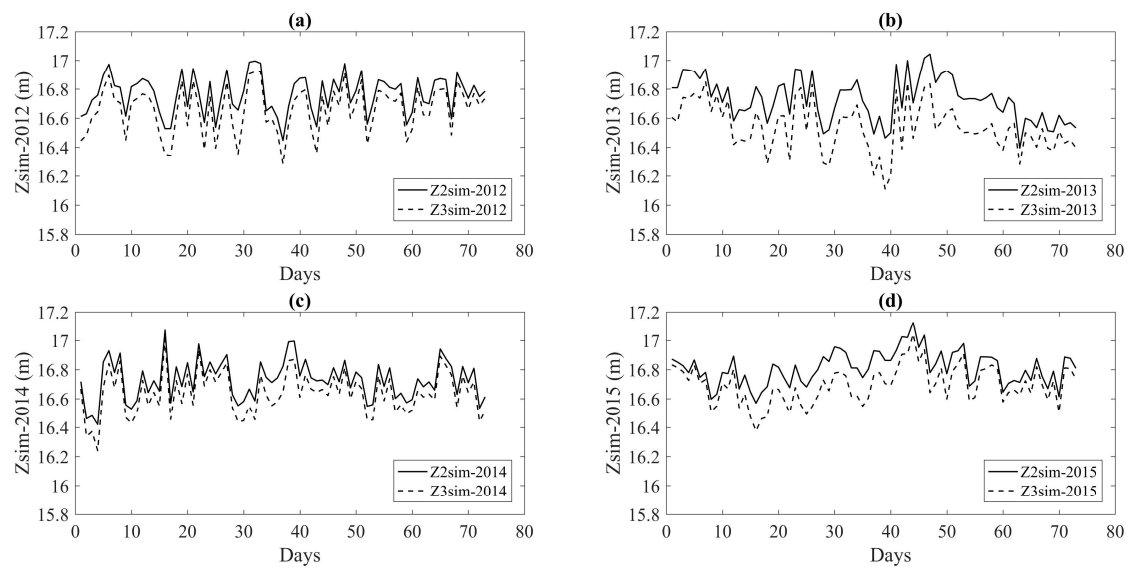 (a)
17.2
17
16.8
16.6
16.4
16.2
16
15.8
Zsim-2012 (m)
Z2sim-2012
Z3sim-2012
0 10 20 30 40 50 60 70 80
Days
(b)
17.2
17
16.8
16.6
16.4
16.2
16
15.8
Zsim-2013 (m)
Z2sim-2013
Z3sim-2013
0 10 20 30 40 50 60 70 80
Days
(c)
17.2
17
16.8
16.6
16.4
16.2
16
15.8
Zsim-2014 (m)
Z2sim-2014
Z3sim-2014
0 10 20 30 40 50 60 70 80
Days
(d)
17.2
17
16.8
16.6
16.4
16.2
16
15.8
Zsim-2015 (m)
Z2sim-2015
Z3sim-2015
0 10 20 30 40 50 60 70 80
Days